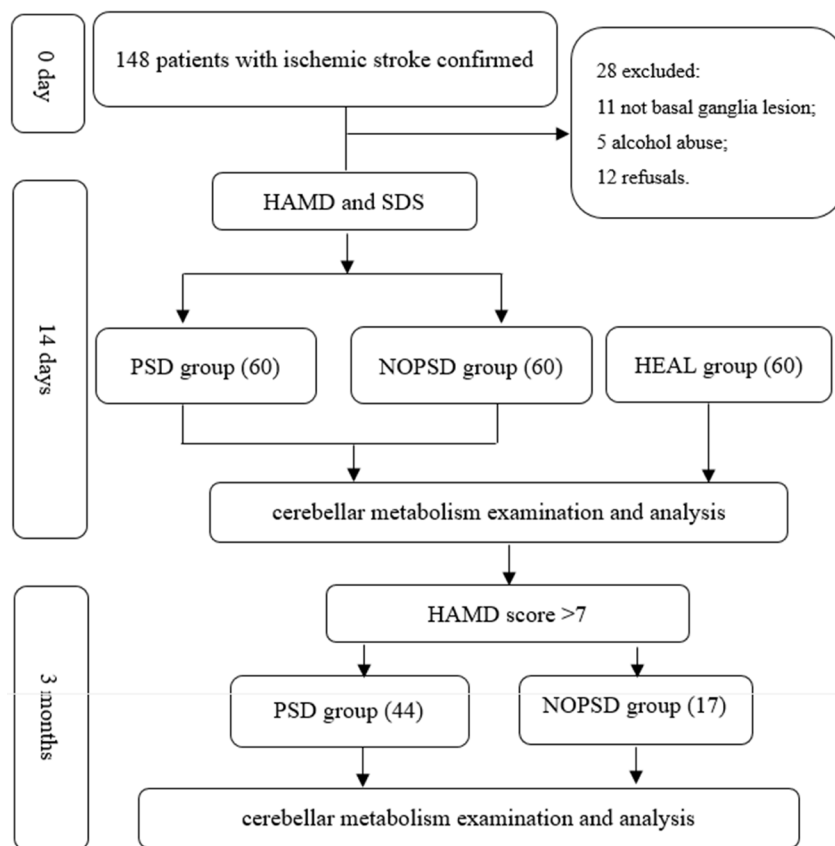 0 day
148 patients with ischemic stroke confirmed
28 excluded:
11 not basal ganglia lesion;
5 alcohol abuse;
12 refusals.
14 days
HAMD and SDS
PSD group (60)
NOPSD group (60)
HEAL group (60)
cerebellar metabolism examination and analysis
3 months
HAMD score >7
PSD group (44)
NOPSD group (17)
cerebellar metabolism examination and analysis